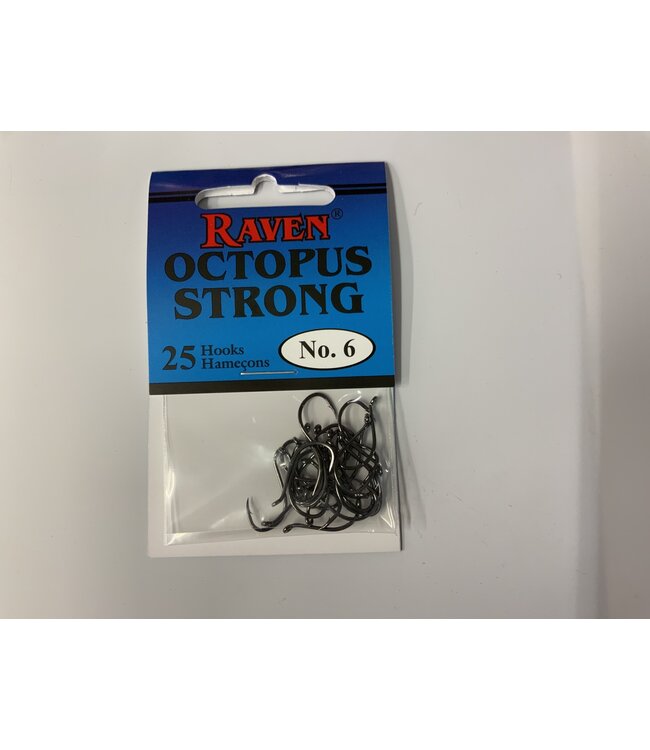 RAVEN®
OCTOPUS
STRONG
25 Hooks
Hameçons
No. 6